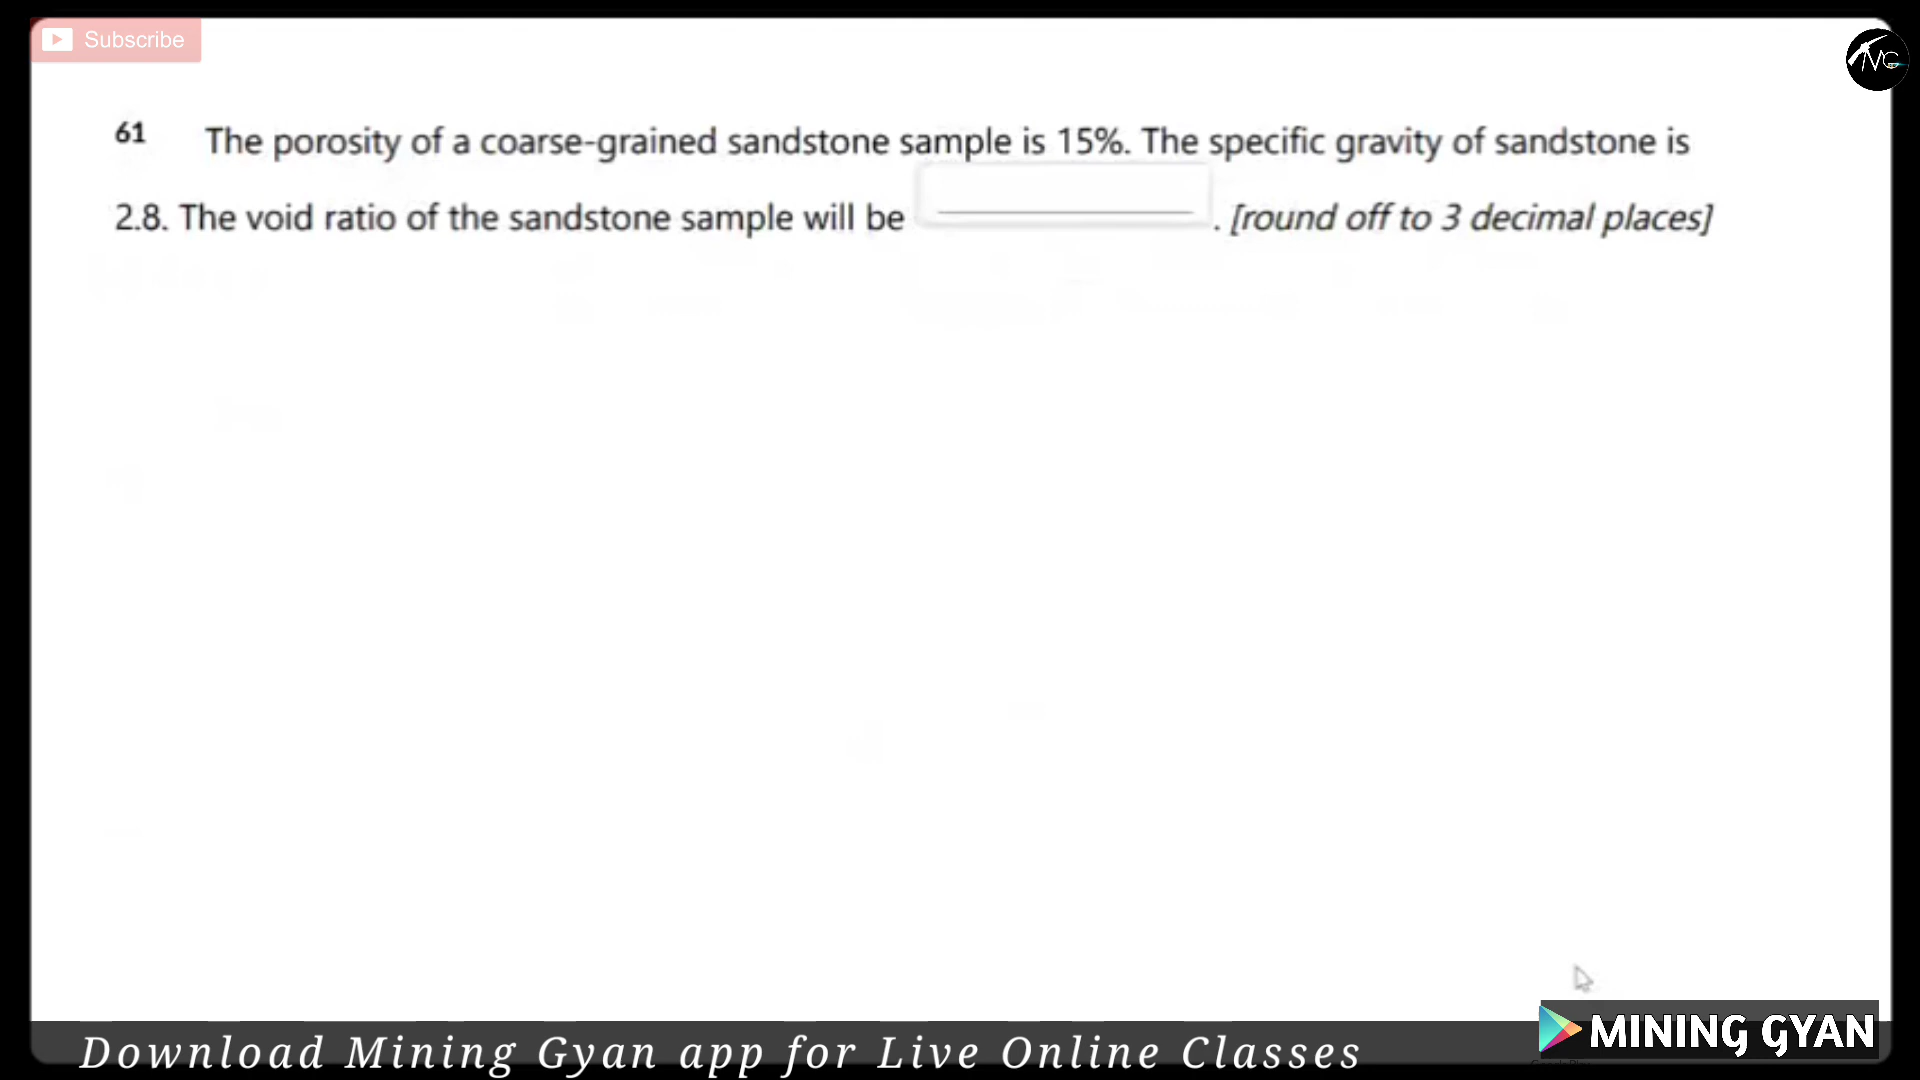 Subscribe
61 The porosity of a coarse-grained sandstone sample is 15%. The specific gravity of sandstone is
2.8. The void ratio of the sandstone sample will be __________ . [round off to 3 decimal places]
Download Mining Gyan app for Live Online Classes
MINING GYAN